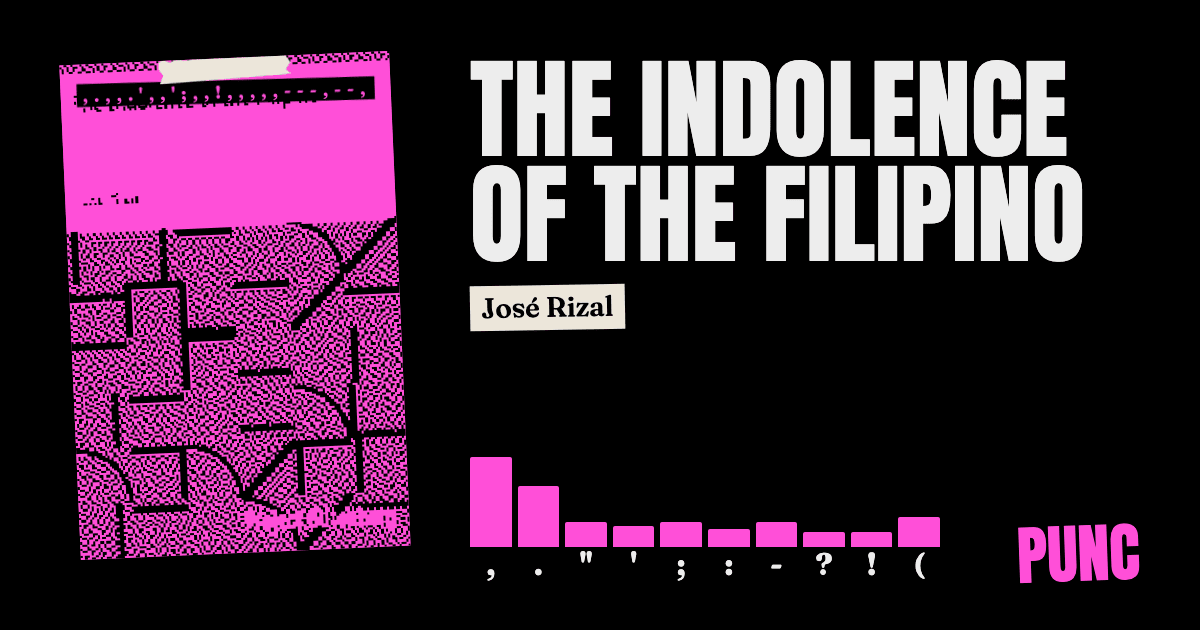 ,.,,.',,';,,!,,,,,---,--,
THE INDOLENCE
OF THE FILIPINO
José Rizal
, . " ' ; : - ? ! (
PUNC